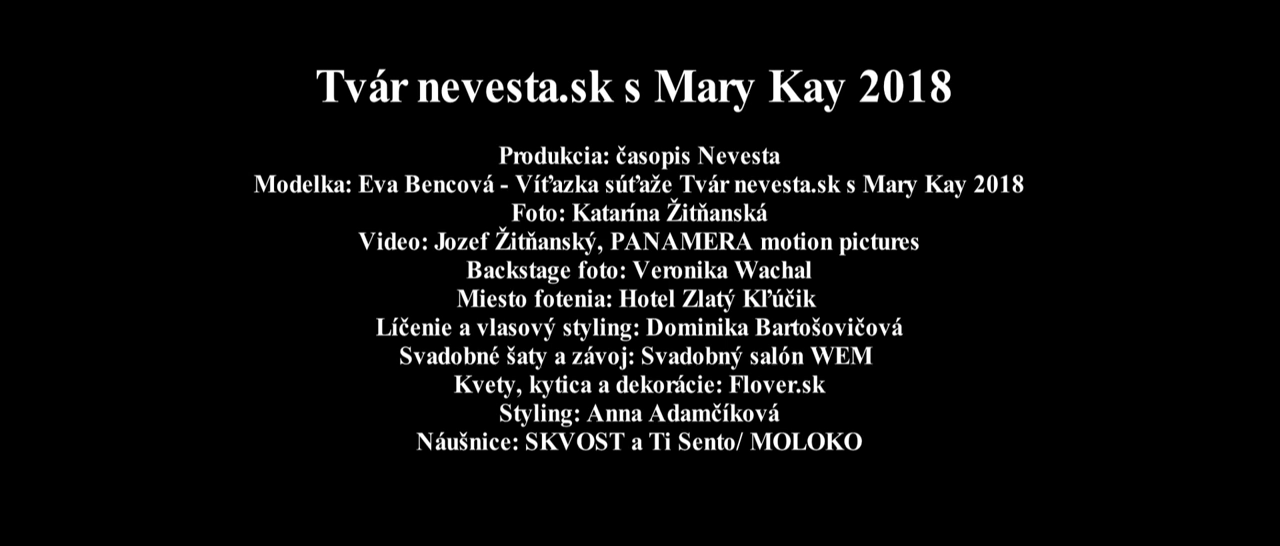 Tvár nevesta.sk s Mary Kay 2018
Produkcia: časopis Nevesta
Modelka: Eva Bencová - Víťazka súťaže Tvár nevesta.sk s Mary Kay 2018
Foto: Katarína Žitňanská
Video: Jozef Žitňanský, PANAMERA motion pictures
Backstage foto: Veronika Wachal
Miesto fotenia: Hotel Zlatý Kľúčik
Líčenie a vlasový styling: Dominika Bartošovičová
Svadobné šaty a závoj: Svadobný salón WEM
Kvety, kytica a dekorácie: Flover.sk
Styling: Anna Adamčíková
Náušnice: SKVOST a Ti Sento/ MOLOKO